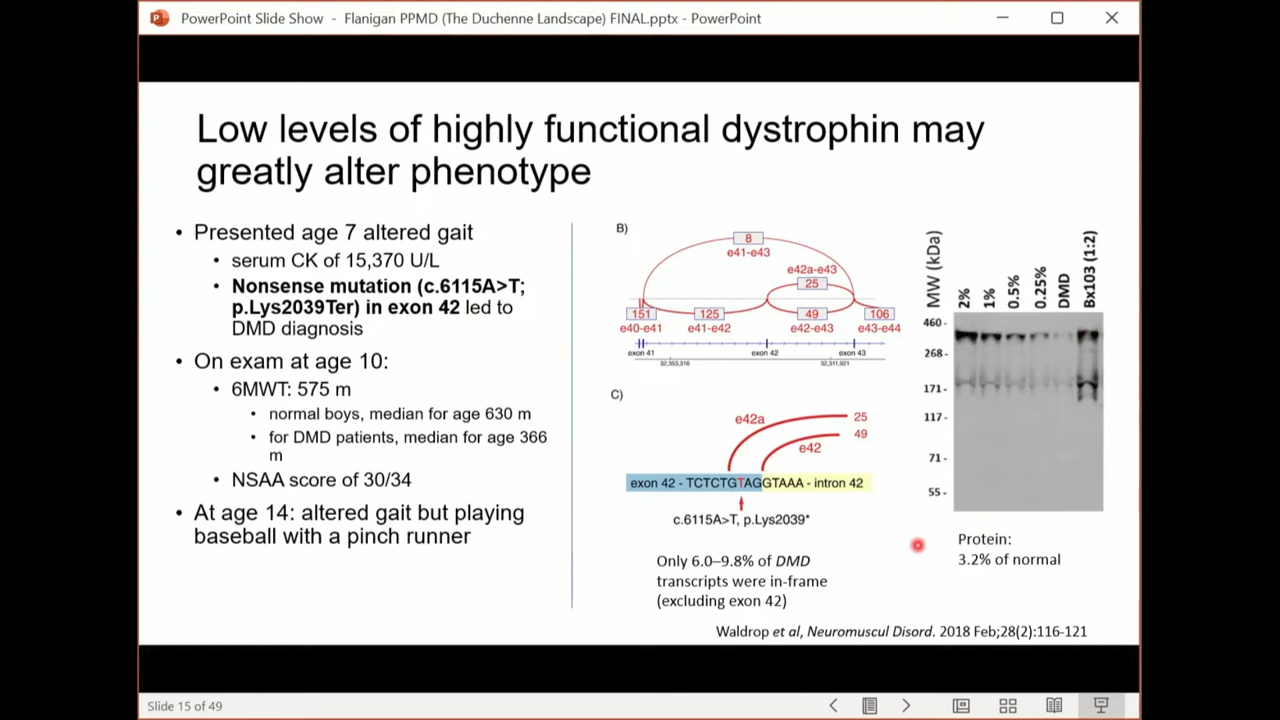 PowerPoint Slide Show - Flanigan PPMD (The Duchenne Landscape) FINAL.pptx - PowerPoint
Low levels of highly functional dystrophin may
greatly alter phenotype
• Presented age 7 altered gait
• serum CK of 15,370 U/L
• Nonsense mutation (c.6115A>T;
p.Lys2039Ter) in exon 42 led to
DMD diagnosis
• On exam at age 10:
• 6MWT: 575 m
• normal boys, median for age 630 m
• for DMD patients, median for age 366
m
• NSAA score of 30/34
• At age 14: altered gait but playing
baseball with a pinch runner
B)
8
e41-e43
e42a-e43
25
151 125 49 106
e40-e41 e41-e42 e42-e43 e43-e44
exon 41 exon 42 exon 43
C)
e42a 25
49
e42
exon 42 - TCTCTGTAGGTAAA - intron 42
c.6115A>T, p.Lys2039*
Only 6.0–9.8% of DMD
transcripts were in-frame
(excluding exon 42)
MW (kDa)
2%
1%
0.5%
0.25%
DMD
Bx103 (1:2)
460 -
268 -
171 -
117 -
71 -
55 -
Protein:
3.2% of normal
Waldrop et al, Neuromuscul Disord. 2018 Feb;28(2):116-121
Slide 15 of 49